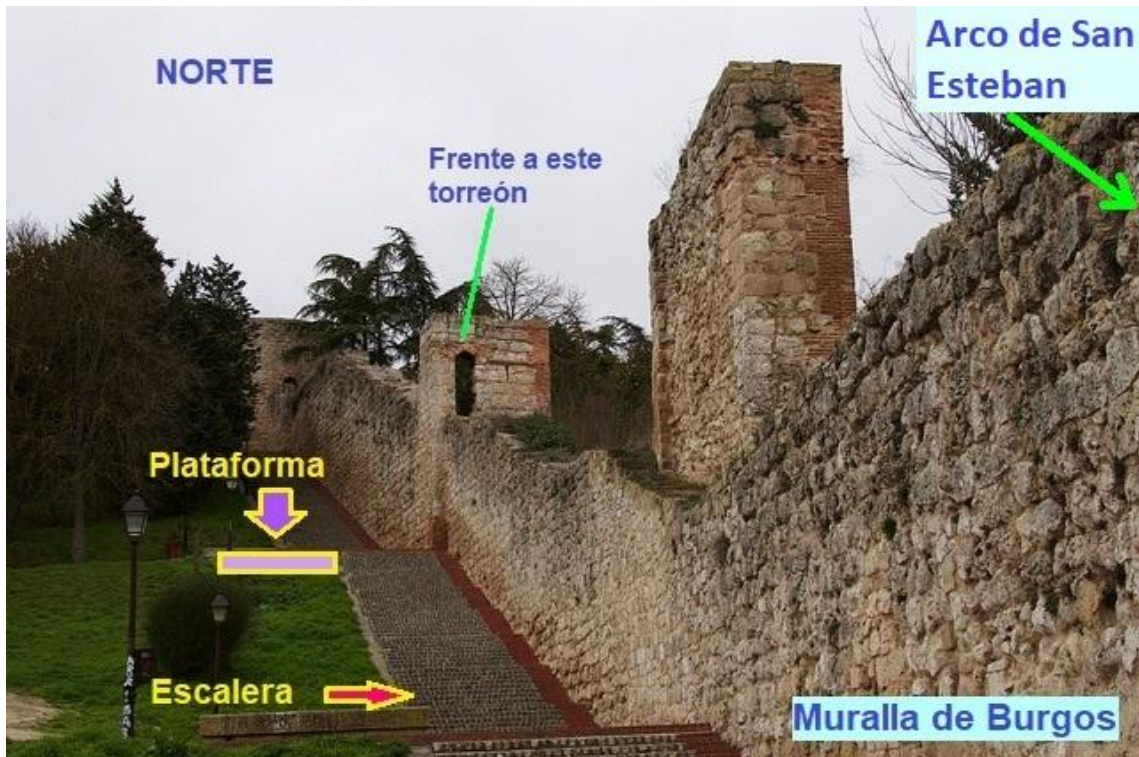 NORTE
Arco de San
Esteban
Frente a este
torreón
Plataforma
Escalera
Muralla de Burgos